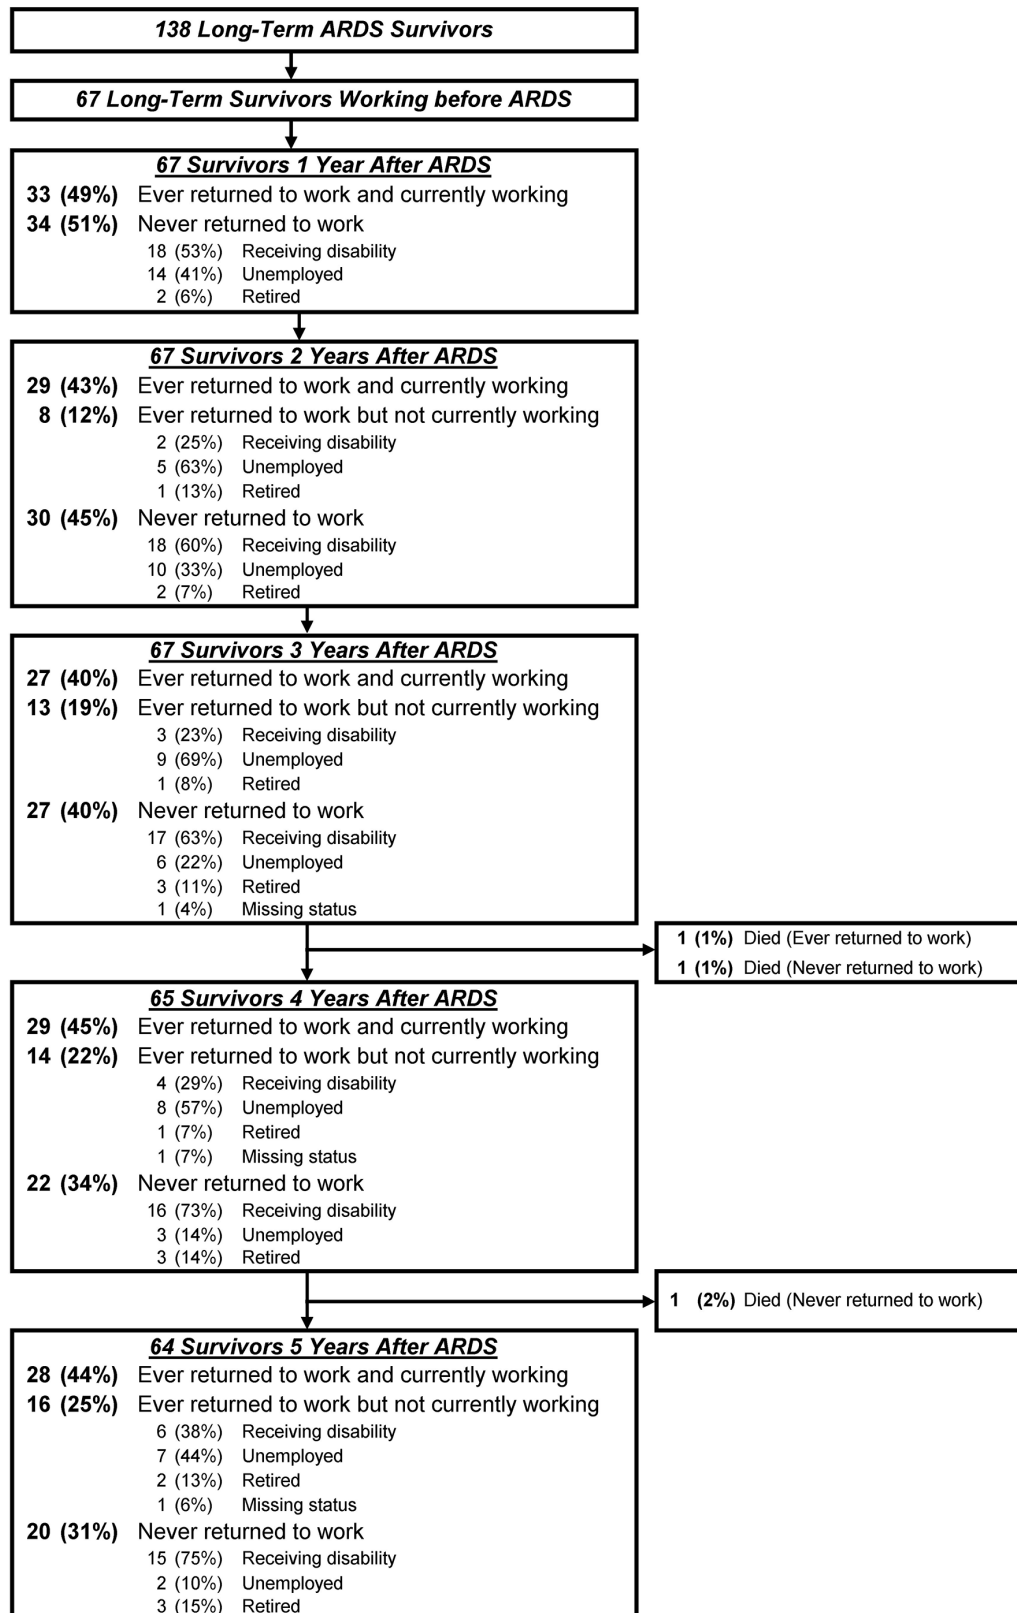 138 Long-Term ARDS Survivors
67 Long-Term Survivors Working before ARDS
67 Survivors 1 Year After ARDS
33 (49%) Ever returned to work and currently working
34 (51%) Never returned to work
18 (53%) Receiving disability
14 (41%) Unemployed
2 (6%) Retired
67 Survivors 2 Years After ARDS
29 (43%) Ever returned to work and currently working
8 (12%) Ever returned to work but not currently working
2 (25%) Receiving disability
5 (63%) Unemployed
1 (13%) Retired
30 (45%) Never returned to work
18 (60%) Receiving disability
10 (33%) Unemployed
2 (7%) Retired
67 Survivors 3 Years After ARDS
27 (40%) Ever returned to work and currently working
13 (19%) Ever returned to work but not currently working
3 (23%) Receiving disability
9 (69%) Unemployed
1 (8%) Retired
27 (40%) Never returned to work
17 (63%) Receiving disability
6 (22%) Unemployed
3 (11%) Retired
1 (4%) Missing status
1 (1%) Died (Ever returned to work)
1 (1%) Died (Never returned to work)
65 Survivors 4 Years After ARDS
29 (45%) Ever returned to work and currently working
14 (22%) Ever returned to work but not currently working
4 (29%) Receiving disability
8 (57%) Unemployed
1 (7%) Retired
1 (7%) Missing status
22 (34%) Never returned to work
16 (73%) Receiving disability
3 (14%) Unemployed
3 (14%) Retired
1 (2%) Died (Never returned to work)
64 Survivors 5 Years After ARDS
28 (44%) Ever returned to work and currently working
16 (25%) Ever returned to work but not currently working
6 (38%) Receiving disability
7 (44%) Unemployed
2 (13%) Retired
1 (6%) Missing status
20 (31%) Never returned to work
15 (75%) Receiving disability
2 (10%) Unemployed
3 (15%) Retired